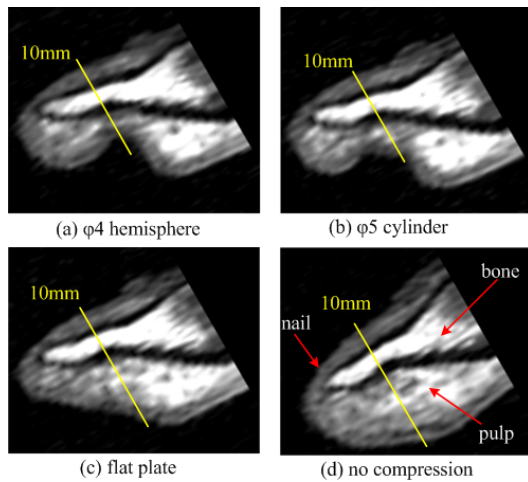 10mm
10mm
(a) φ4 hemisphere
(b) φ5 cylinder
10mm
10mm
bone
nail
pulp
(c) flat plate
(d) no compression